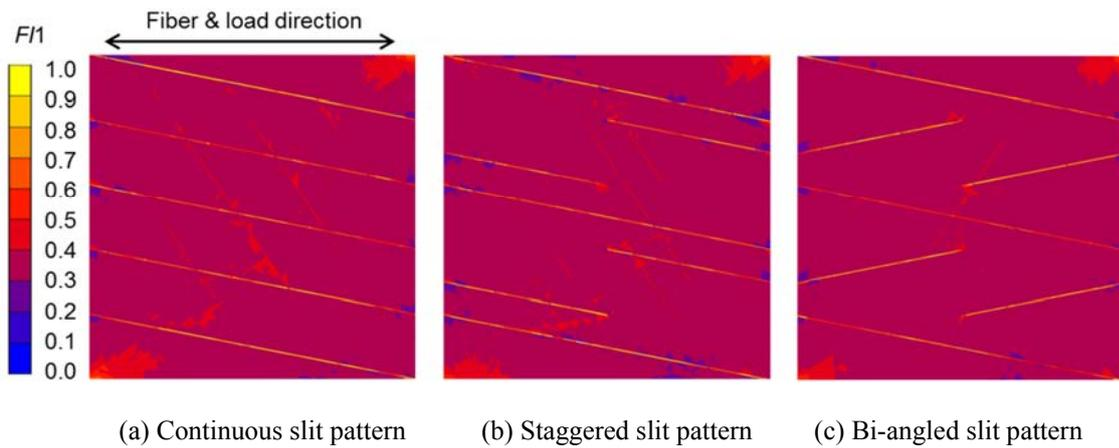 Fiber & load direction
FI1
1.0
0.9
0.8
0.7
0.6
0.5
0.4
0.3
0.2
0.1
0.0
(a) Continuous slit pattern
(b) Staggered slit pattern
(c) Bi-angled slit pattern